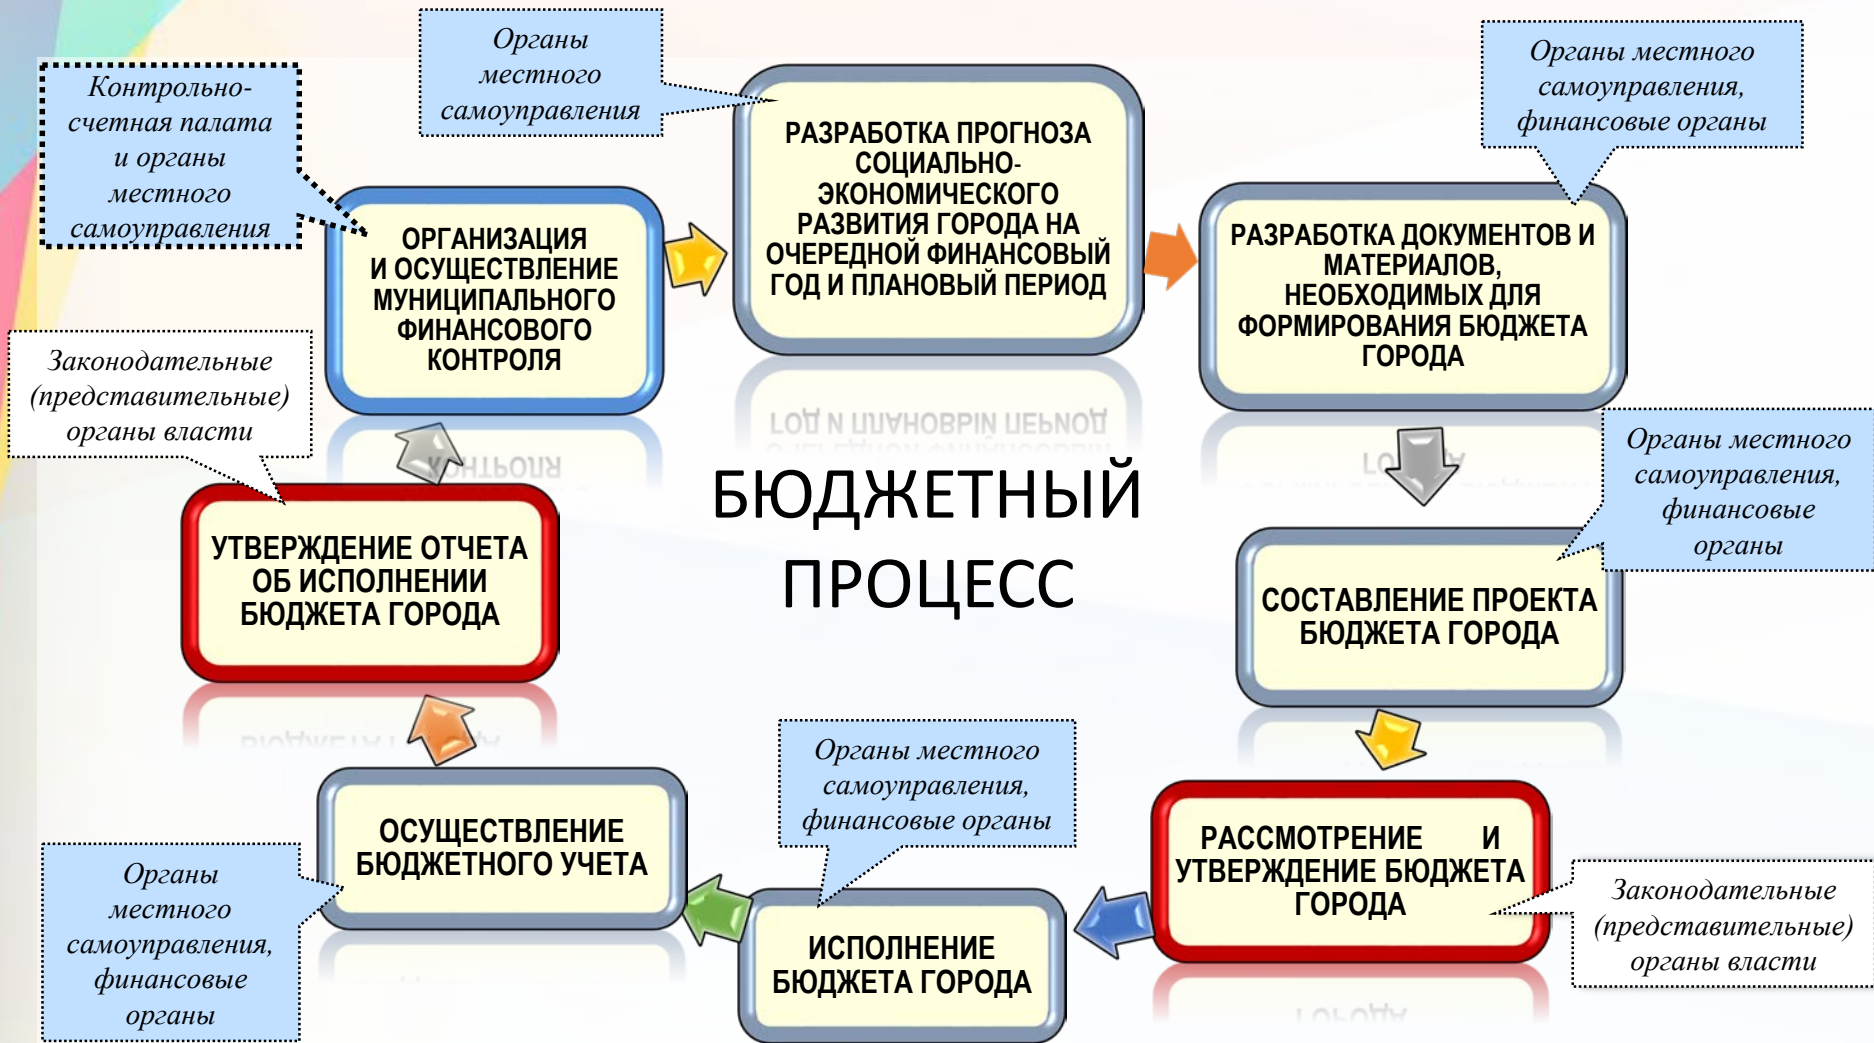 Органы
местного
самоуправления
РАЗРАБОТКА ПРОГНОЗА
СОЦИАЛЬНО-
ЭКОНОМИЧЕСКОГО
РАЗВИТИЯ ГОРОДА НА
ОЧЕРЕДНОЙ ФИНАНСОВЫЙ
ГОД И ПЛАНОВЫЙ ПЕРИОД
Органы местного
самоуправления,
финансовые органы
РАЗРАБОТКА ДОКУМЕНТОВ И
МАТЕРИАЛОВ,
НЕОБХОДИМЫХ ДЛЯ
ФОРМИРОВАНИЯ БЮДЖЕТА
ГОРОДА
Органы местного
самоуправления,
финансовые
органы
СОСТАВЛЕНИЕ ПРОЕКТА
БЮДЖЕТА ГОРОДА
РАССМОТРЕНИЕ И
УТВЕРЖДЕНИЕ БЮДЖЕТА
ГОРОДА
Законодательные
(представительные)
органы власти
Органы местного
самоуправления,
финансовые органы
ИСПОЛНЕНИЕ
БЮДЖЕТА ГОРОДА
ОСУЩЕСТВЛЕНИЕ
БЮДЖЕТНОГО УЧЕТА
Органы
местного
самоуправления,
финансовые
органы
Законодательные
(представительные)
органы власти
УТВЕРЖДЕНИЕ ОТЧЕТА
ОБ ИСПОЛНЕНИИ
БЮДЖЕТА ГОРОДА
Контрольно-
счетная палата
и органы
местного
самоуправления
ОРГАНИЗАЦИЯ
И ОСУЩЕСТВЛЕНИЕ
МУНИЦИПАЛЬНОГО
ФИНАНСОВОГО
КОНТРОЛЯ
БЮДЖЕТНЫЙ
ПРОЦЕСС